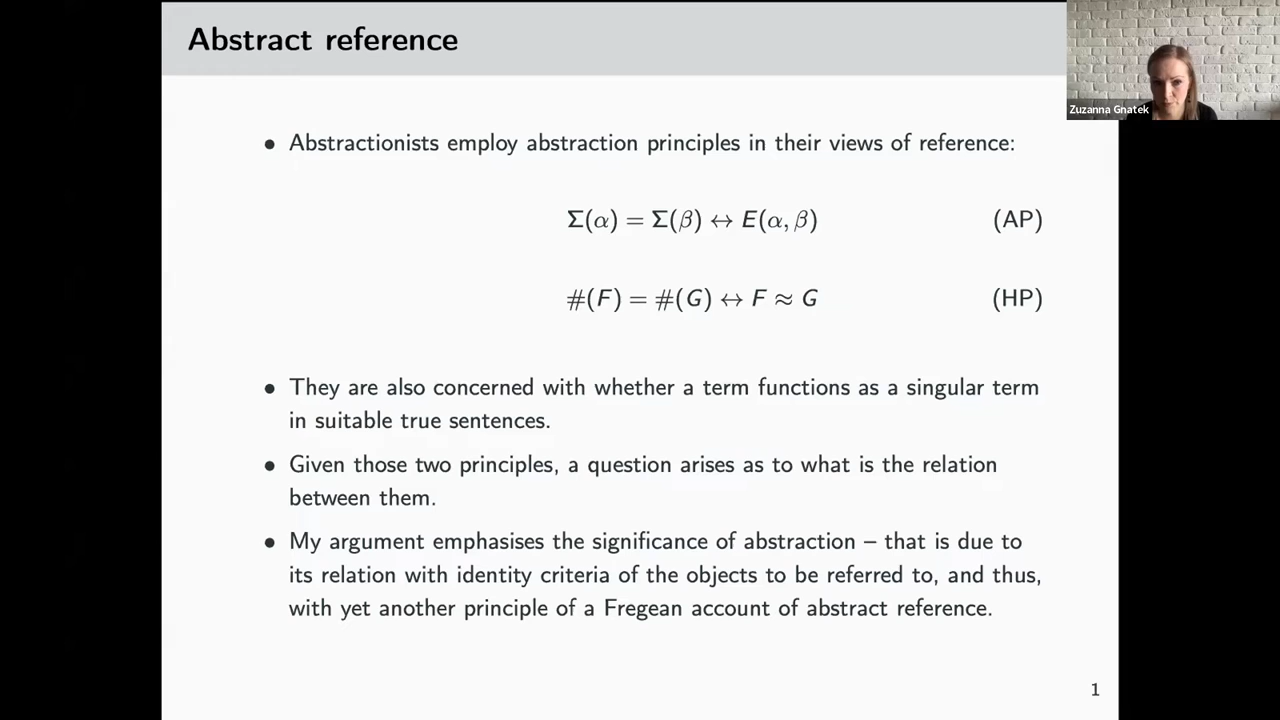 Abstract reference
Zuzanna Gnatek
• Abstractionists employ abstraction principles in their views of reference:
Σ(α) = Σ(β) ↔ E(α, β) (AP)
#(F) = #(G) ↔ F ≈ G (HP)
• They are also concerned with whether a term functions as a singular term
in suitable true sentences.
• Given those two principles, a question arises as to what is the relation
between them.
• My argument emphasises the significance of abstraction – that is due to
its relation with identity criteria of the objects to be referred to, and thus,
with yet another principle of a Fregean account of abstract reference.
1